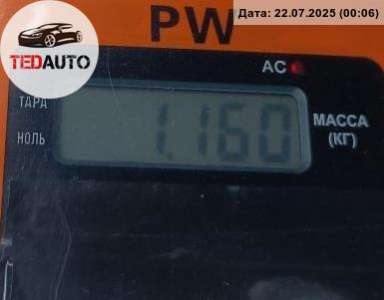 Дата: 22.07.2025 (00:06)
PW
TEDAUTO
AC
ТАРА
НОЛЬ
1.160
МАССА
(КГ)